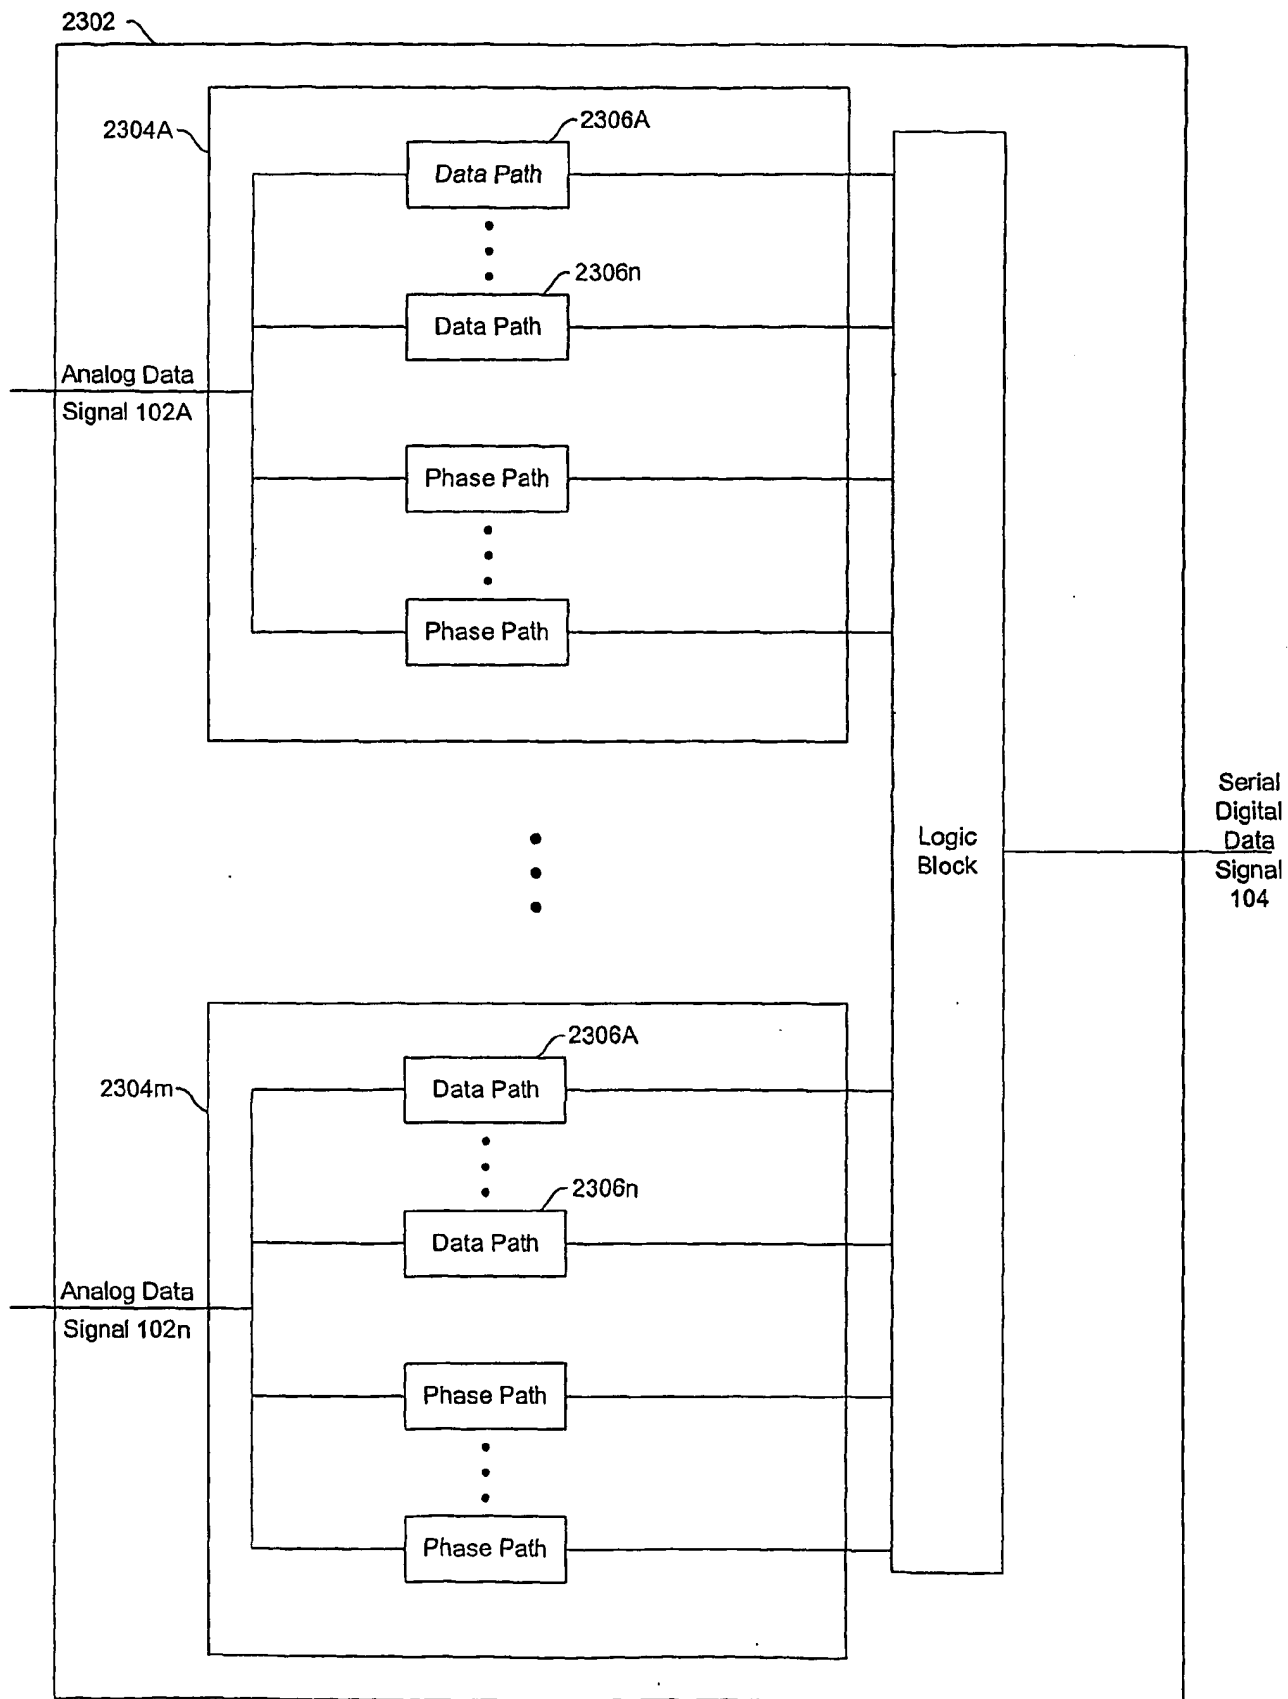 2302
2304A
2306A
Data Path
2306n
Data Path
Analog Data
Signal 102A
Phase Path
Phase Path
Logic
Block
Serial
Digital
Data
Signal
104
2304m
2306A
Data Path
2306n
Data Path
Analog Data
Signal 102n
Phase Path
Phase Path